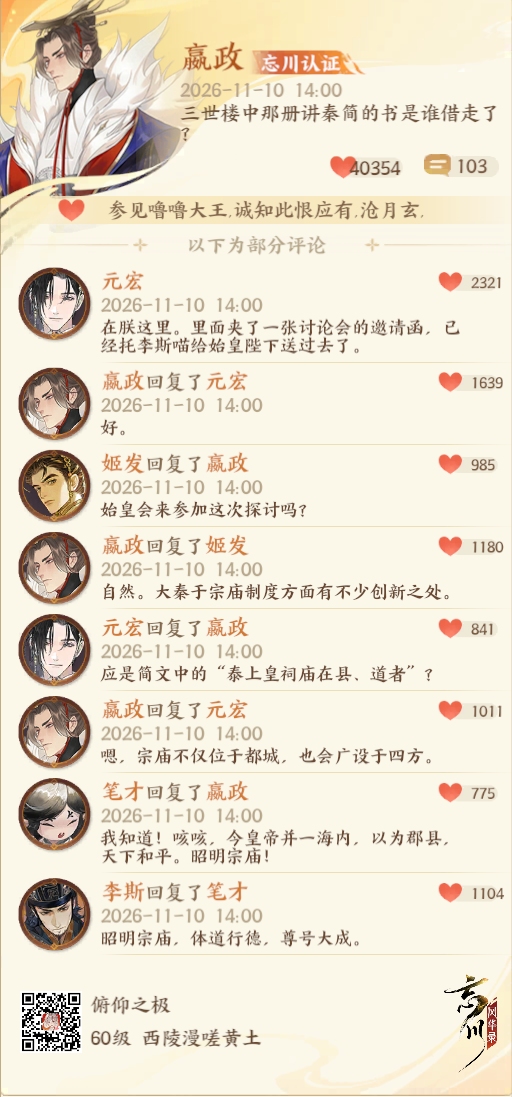 嬴政 忘川认证
2026-11-10 14:00
三世楼中那册讲秦简的书是谁借走了
?
40354 103
参见噜噜大王,诚知此恨应有,沧月玄,
以下为部分评论
元宏 2321
2026-11-10 14:00
在朕这里。里面夹了一张讨论会的邀请函，已
经托李斯喵给始皇陛下送过去了。
嬴政回复了元宏 1639
2026-11-10 14:00
好。
姬发回复了嬴政 985
2026-11-10 14:00
始皇会来参加这次探讨吗？
嬴政回复了姬发 1180
2026-11-10 14:00
自然。大秦于宗庙制度方面有不少创新之处。
元宏回复了嬴政 841
2026-11-10 14:00
应是简文中的“泰上皇祠庙在县、道者”？
嬴政回复了元宏 1011
2026-11-10 14:00
嗯，宗庙不仅位于都城，也会广设于四方。
笔才回复了嬴政 775
2026-11-10 14:00
我知道！咳咳，今皇帝并一海内，以为郡县，
天下和平。昭明宗庙！
李斯回复了笔才 1104
2026-11-10 14:00
昭明宗庙，体道行德，尊号大成。
俯仰之极
60级 西陵漫嗟黄土
忘川
风华录